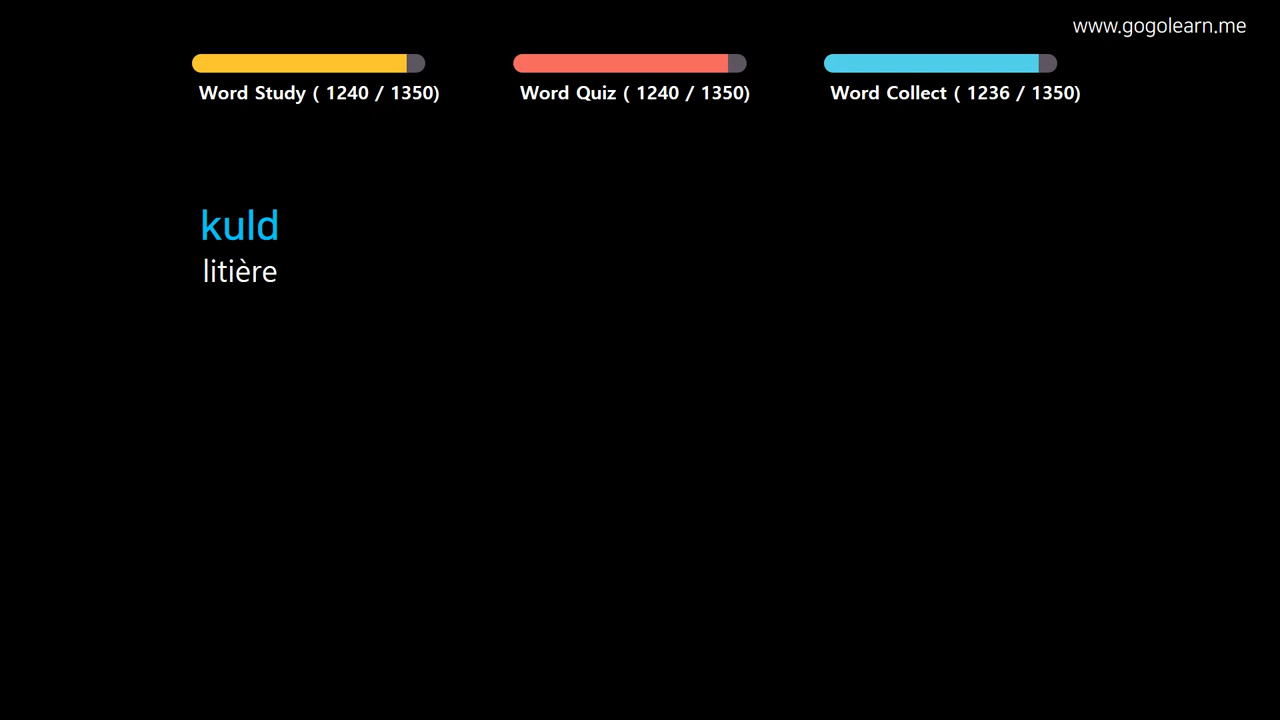 www.gogolearn.me
Word Study ( 1240 / 1350)
Word Quiz ( 1240 / 1350)
Word Collect ( 1236 / 1350)
kuld
litière